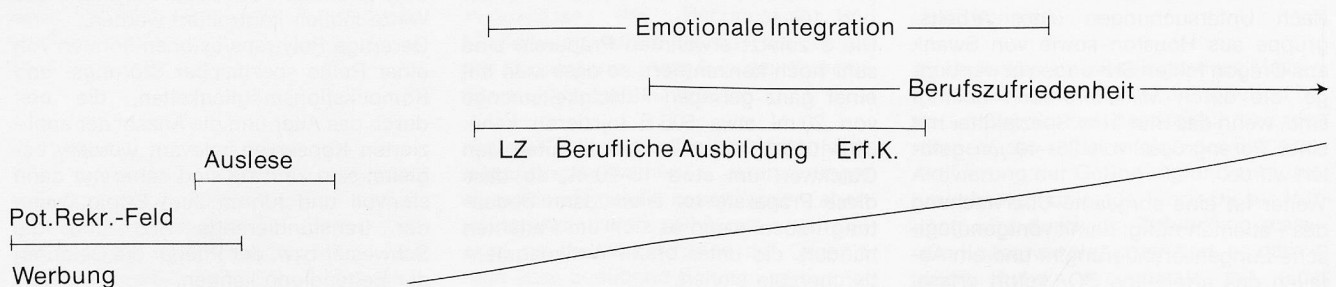 Emotionale Integration
Berufszufriedenheit
LZ Berufliche Ausbildung Erf.K.
Auslese
Pot.Rekr.-Feld
Werbung